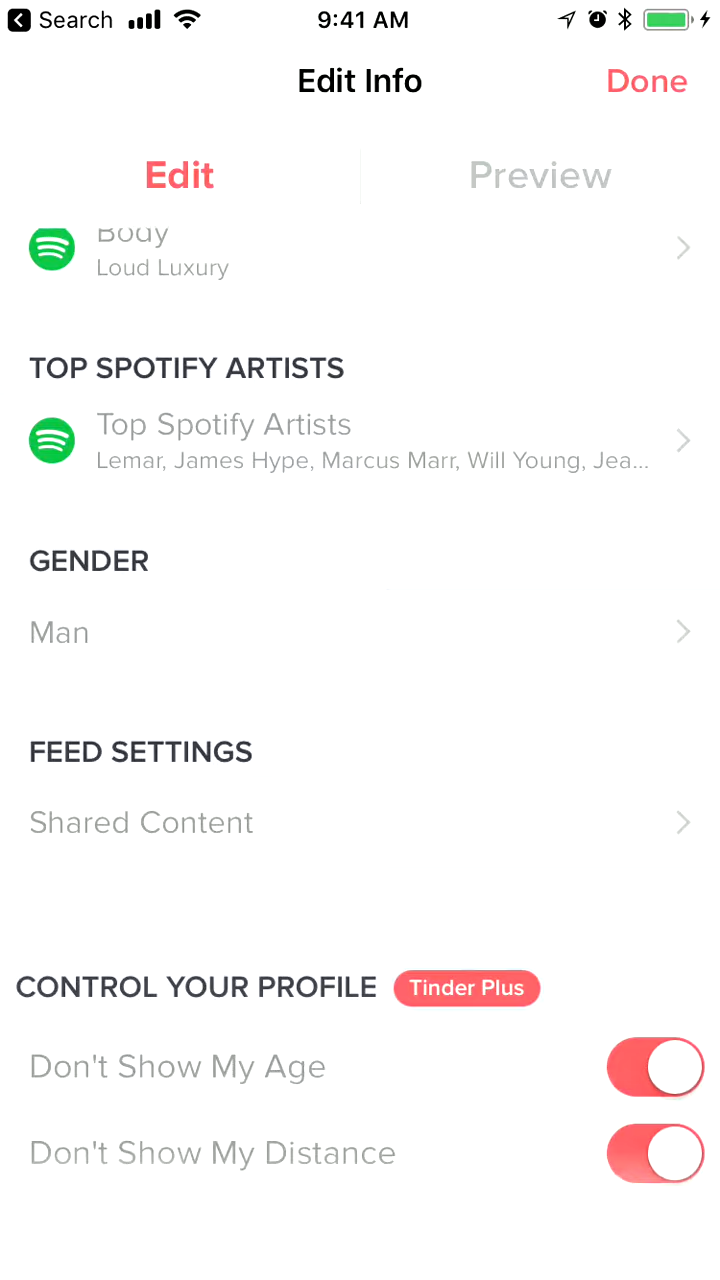 Search
9:41 AM
Edit Info
Done
Edit
Preview
Body
Loud Luxury
TOP SPOTIFY ARTISTS
Top Spotify Artists
Lemar, James Hype, Marcus Marr, Will Young, Jea...
GENDER
Man
FEED SETTINGS
Shared Content
CONTROL YOUR PROFILE
Tinder Plus
Don't Show My Age
Don't Show My Distance